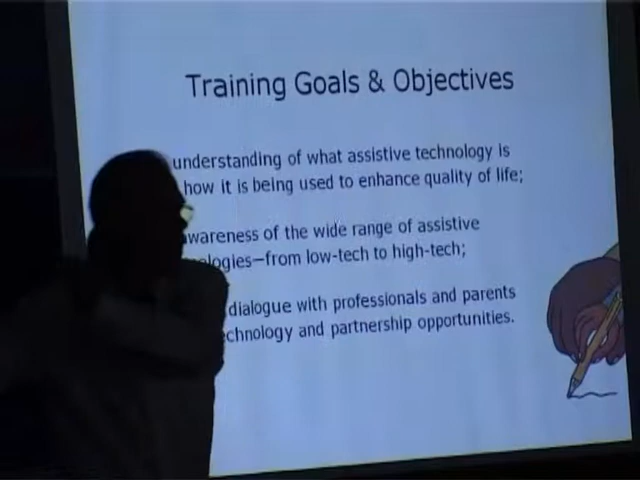 Training Goals & Objectives
understanding of what assistive technology is
how it is being used to enhance quality of life;
wareness of the wide range of assistive
ologies—from low-tech to high-tech;
dialogue with professionals and parents
chnology and partnership opportunities.